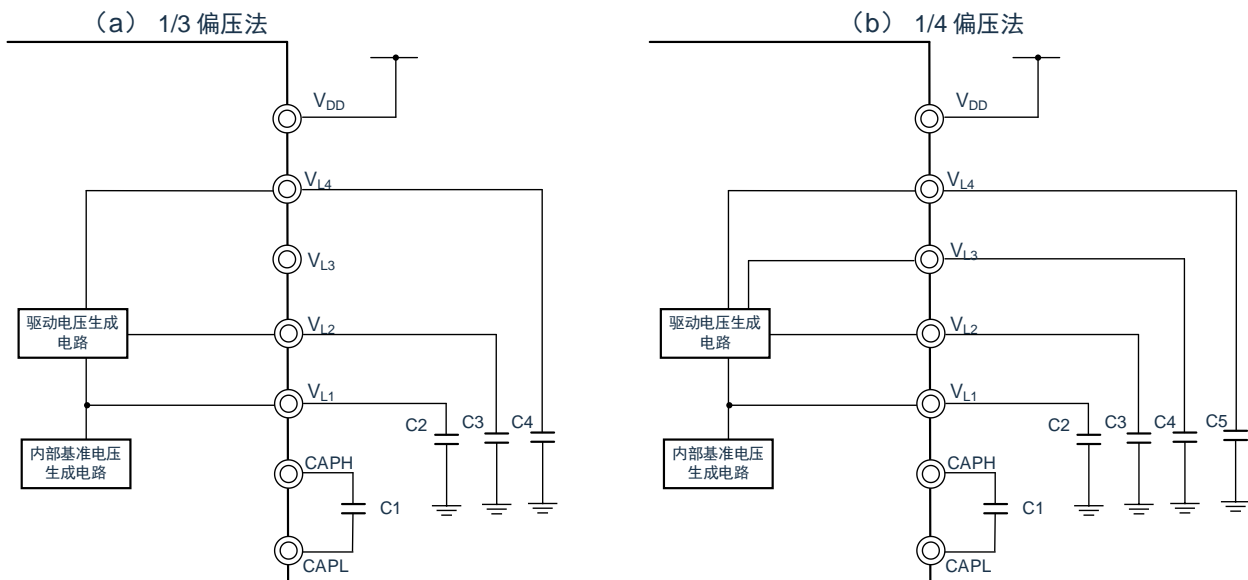 （a） 1/3 偏压法
VDD
VL4
VL3
驱动电压生成
电路
VL2
VL1
C2
C3
C4
内部基准电压
生成电路
CAPH
C1
CAPL
（b） 1/4 偏压法
VDD
VL4
VL3
驱动电压生成
电路
VL2
VL1
C2
C3
C4
C5
内部基准电压
生成电路
CAPH
C1
CAPL